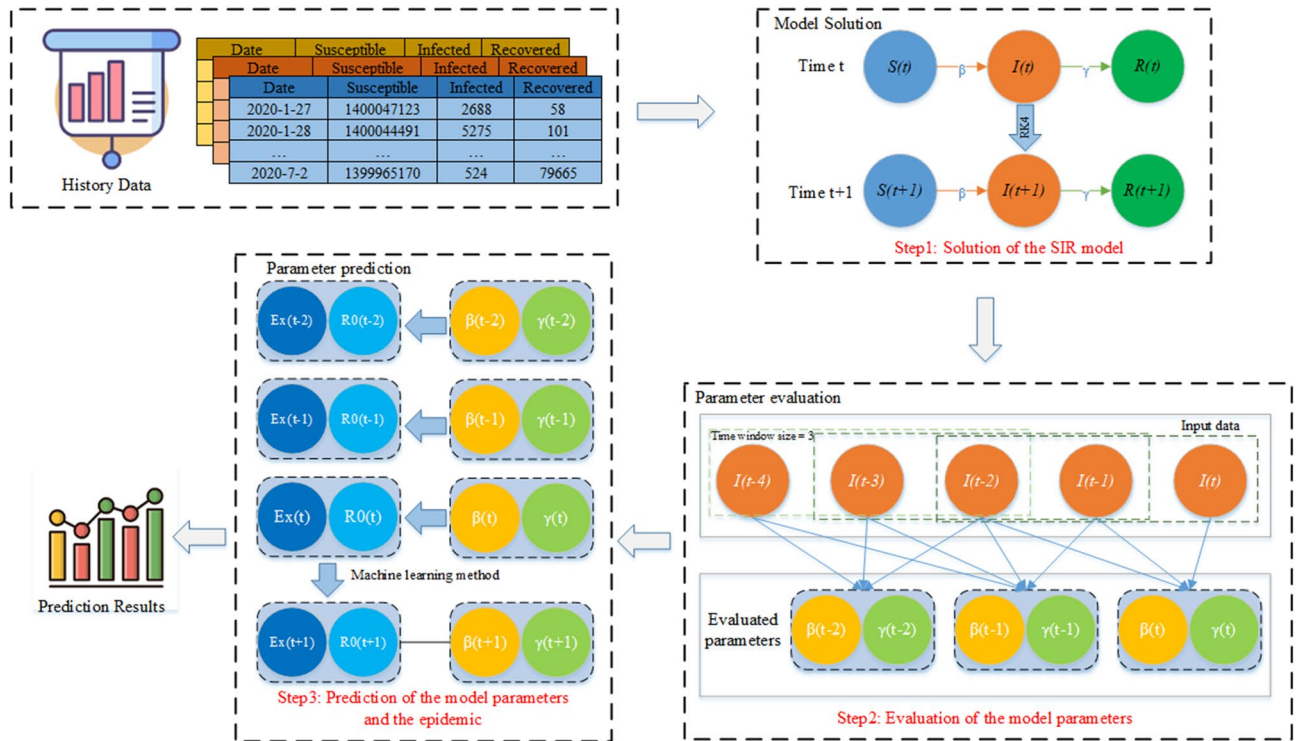 Date Susceptible Infected Recovered
Date Susceptible Infected Recovered
Date Susceptible Infected Recovered
2020-1-27 1400047123 2688 58
2020-1-28 1400044491 5275 101
... ... ... ...
2020-7-2 1399965170 524 79665
History Data
Model Solution
Time t S(t) β I(t) γ R(t)
RK4
Time t+1 S(t+1) β I(t+1) γ R(t+1)
Step1: Solution of the SIR model
Parameter evaluation
Input data
Time window size = 3
I(t-4) I(t-3) I(t-2) I(t-1) I(t)
Evaluated
parameters
β(t-2) γ(t-2) β(t-1) γ(t-1) β(t) γ(t)
Step2: Evaluation of the model parameters
Parameter prediction
Ex(t-2) R0(t-2) β(t-2) γ(t-2)
Ex(t-1) R0(t-1) β(t-1) γ(t-1)
Ex(t) R0(t) β(t) γ(t)
Machine learning method
Ex(t+1) R0(t+1) β(t+1) γ(t+1)
Step3: Prediction of the model parameters
and the epidemic
Prediction Results